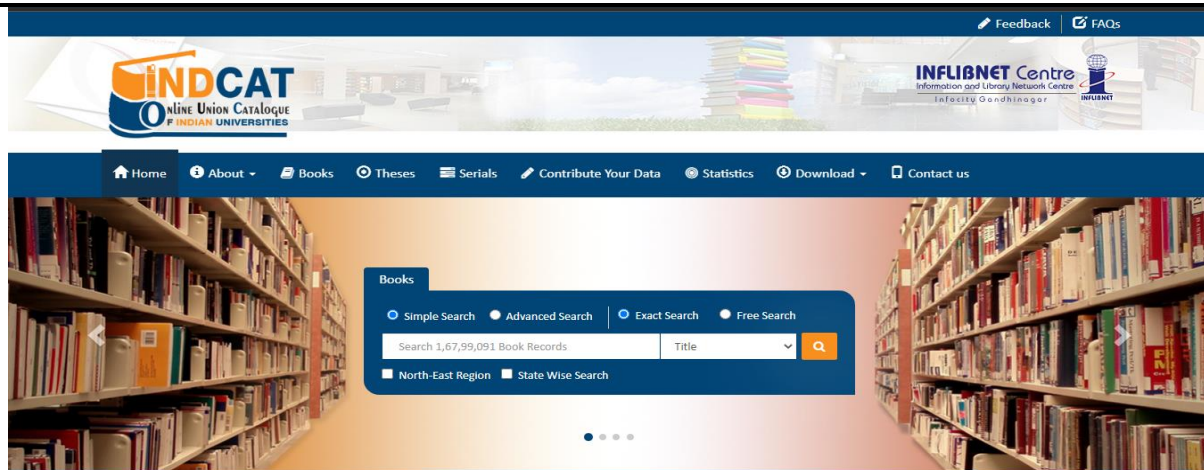 Feedback
FAQs
INDCAT
ONLINE UNION CATALOGUE
OF INDIAN UNIVERSITIES
INFLIBNET Centre
Information and Library Network Centre
Infocity Gandhinagar
INFLIBNET
Home About Books Theses Serials Contribute Your Data Statistics Download Contact us
Books
Simple Search Advanced Search Exact Search Free Search
Search 1,67,99,091 Book Records Title
North-East Region State Wise Search